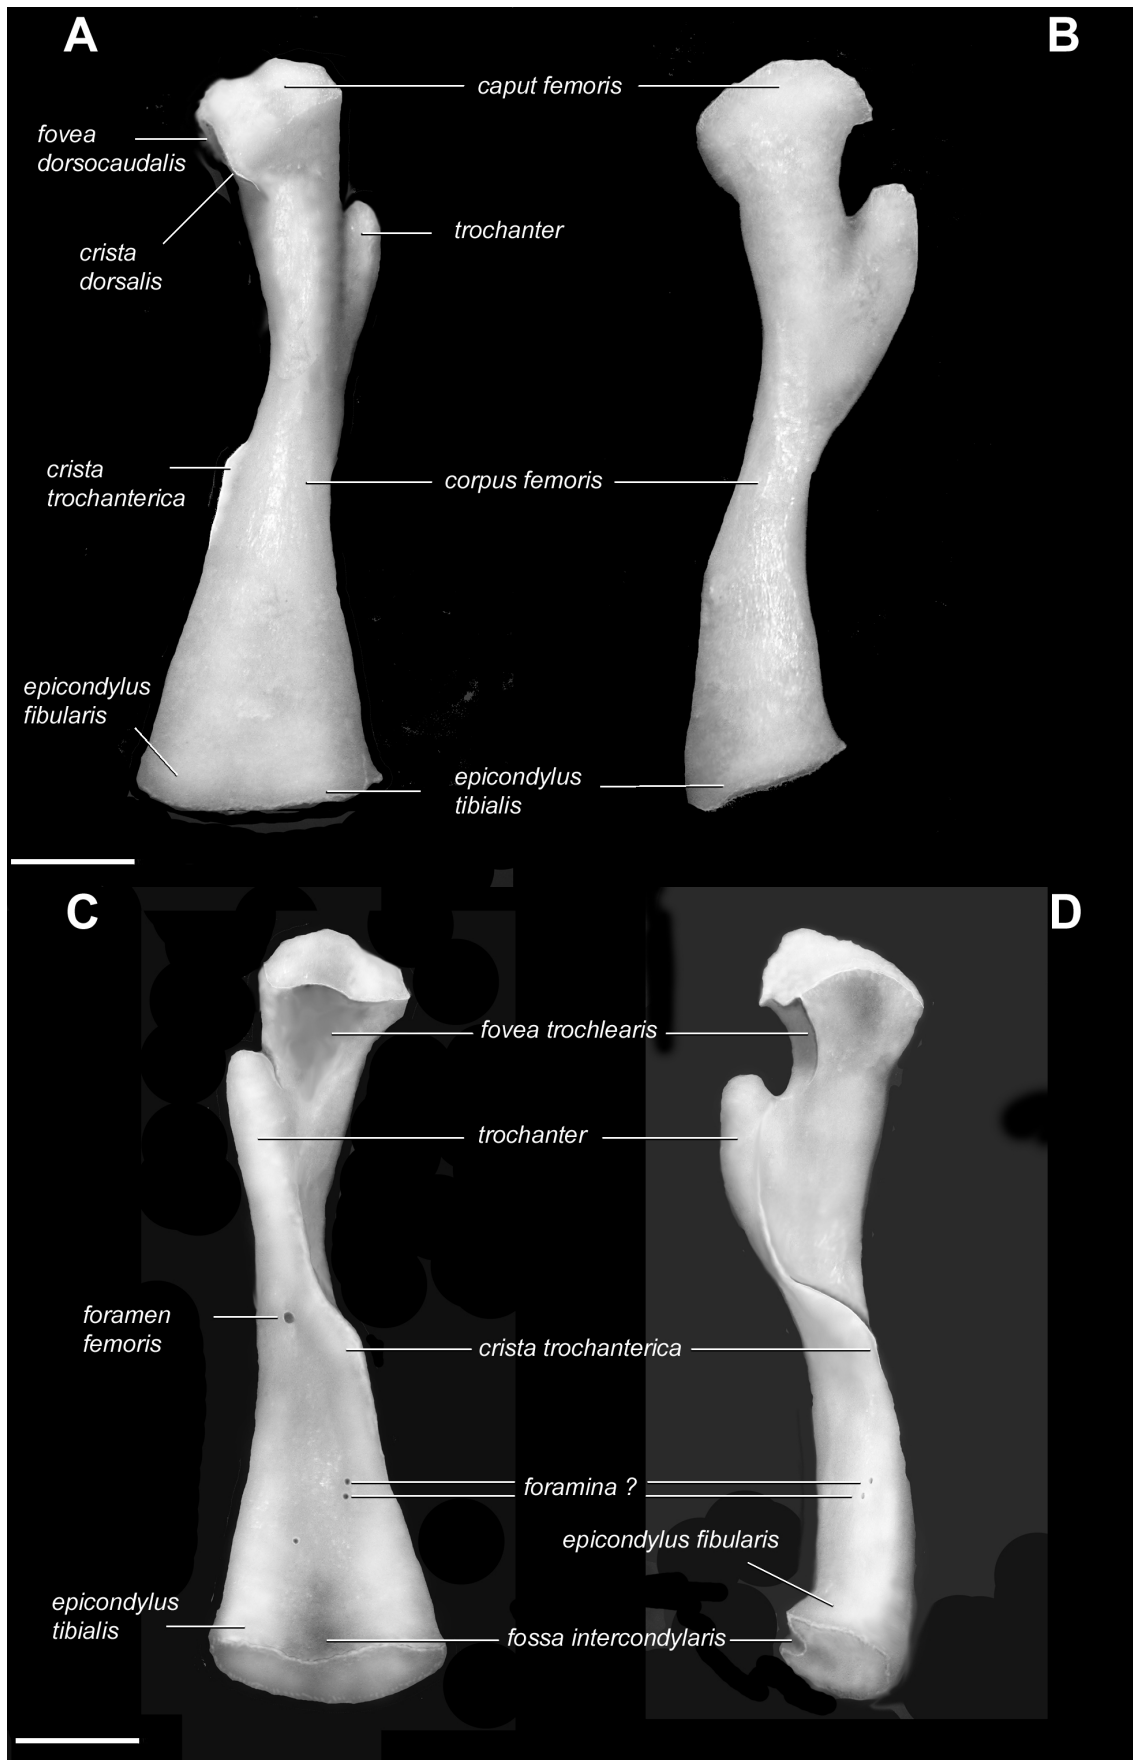 A
B
caput femoris
fovea
dorsocaudalis
trochanter
crista
dorsalis
crista
trochanterica
corpus femoris
epicondylus
fibularis
epicondylus
tibialis
C
D
fovea trochlearis
trochanter
foramen
femoris
crista trochanterica
foramina ?
epicondylus fibularis
epicondylus
tibialis
fossa intercondylaris